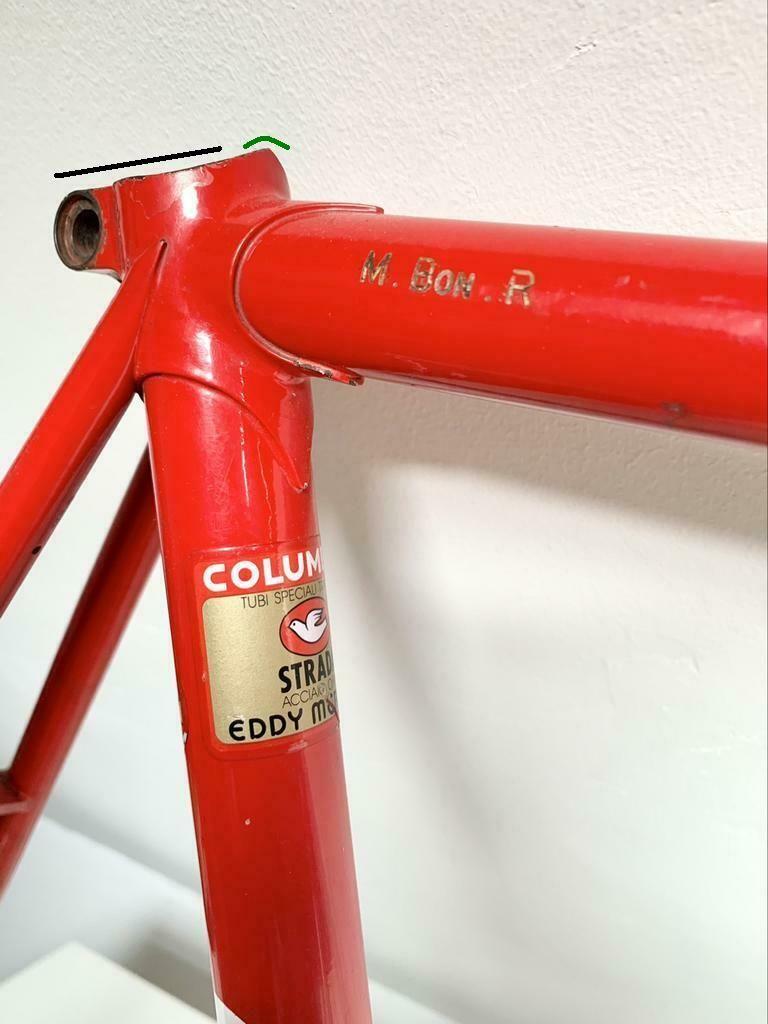 M. BON. R
COLUM
TUBI SPECIALI
STRAD
ACCIAIO
EDDY